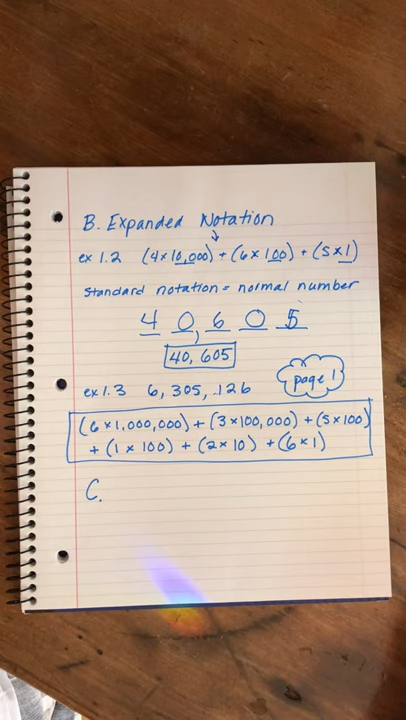 B. Expanded Notation
ex 1.2 (4×10,000) + (6×100) + (5×1)
standard notation = normal number
4 0, 6 0 5
40,605
ex 1.3 6,305,126
page 1
(6×1,000,000) + (3×100,000) + (5×100)
+ (1×100) + (2×10) + (6×1)
C.